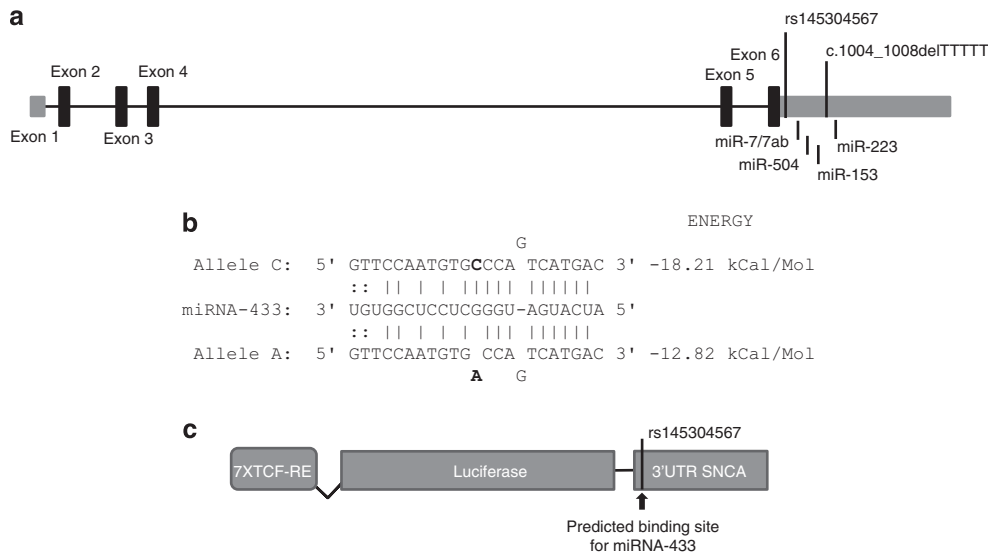 a
rs145304567
c.1004_1008delTTTTT
Exon 6
Exon 2
Exon 4
Exon 5
Exon 1
Exon 3
miR-7/7ab
miR-223
miR-504
miR-153
b
ENERGY
G
Allele C: 5' GTTCCAATGTGCCCA TCATGAC 3' -18.21 kCal/Mol
:: || | | ||||| ||||||
miRNA-433: 3' UGUGGCUCCUCGGGU-AGUACUA 5'
:: || | | | ||| ||||||
Allele A: 5' GTTCCAATGTG CCA TCATGAC 3' -12.82 kCal/Mol
A G
c
rs145304567
7XTCF-RE
Luciferase
3'UTR SNCA
Predicted binding site
for miRNA-433